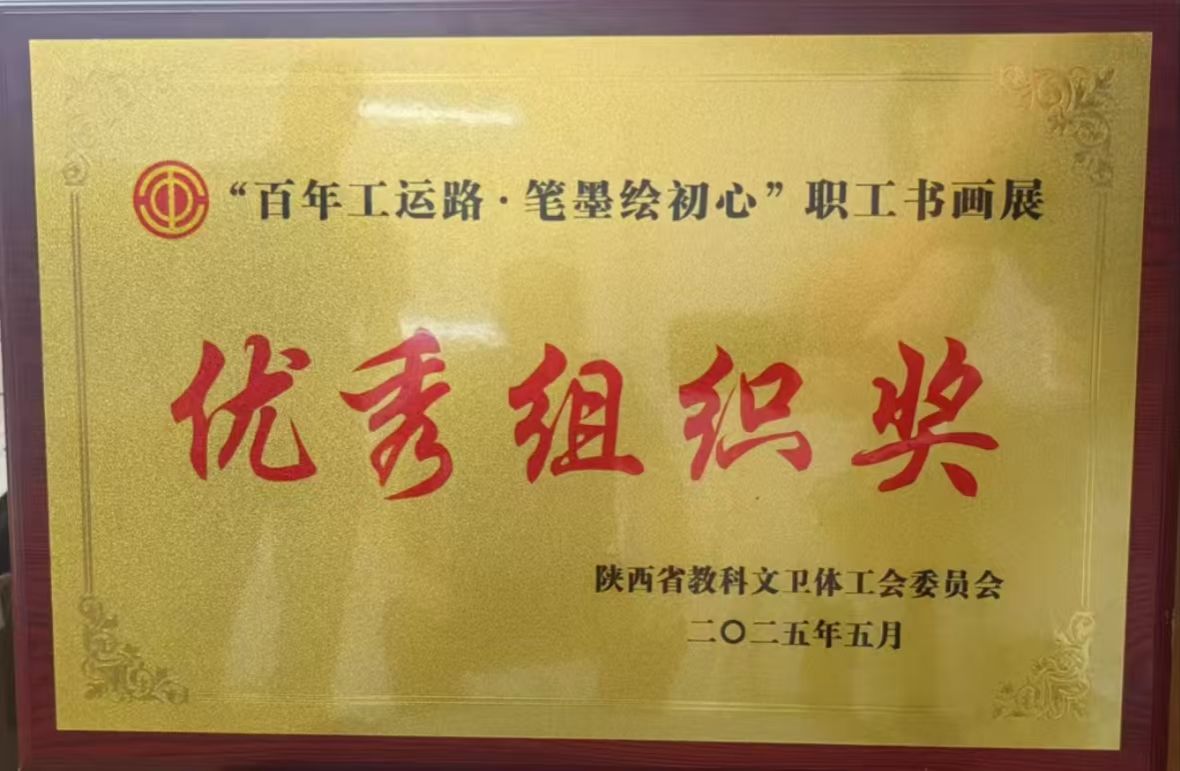 “百年工运路·笔墨绘初心”职工书画展
优秀组织奖
陕西省教科文卫体工会委员会
二〇二五年五月